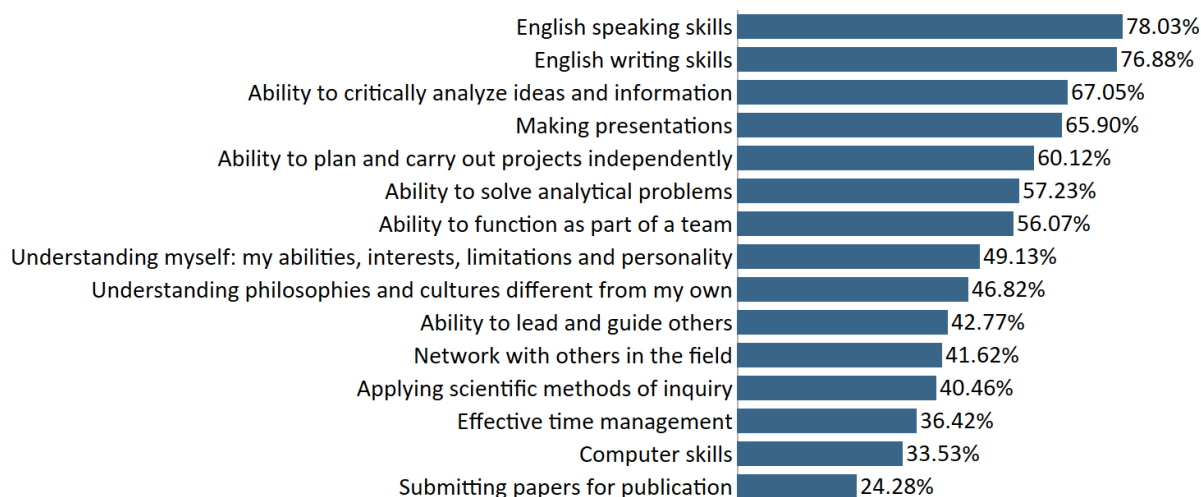 English speaking skills 78.03%
English writing skills 76.88%
Ability to critically analyze ideas and information 67.05%
Making presentations 65.90%
Ability to plan and carry out projects independently 60.12%
Ability to solve analytical problems 57.23%
Ability to function as part of a team 56.07%
Understanding myself: my abilities, interests, limitations and personality 49.13%
Understanding philosophies and cultures different from my own 46.82%
Ability to lead and guide others 42.77%
Network with others in the field 41.62%
Applying scientific methods of inquiry 40.46%
Effective time management 36.42%
Computer skills 33.53%
Submitting papers for publication 24.28%